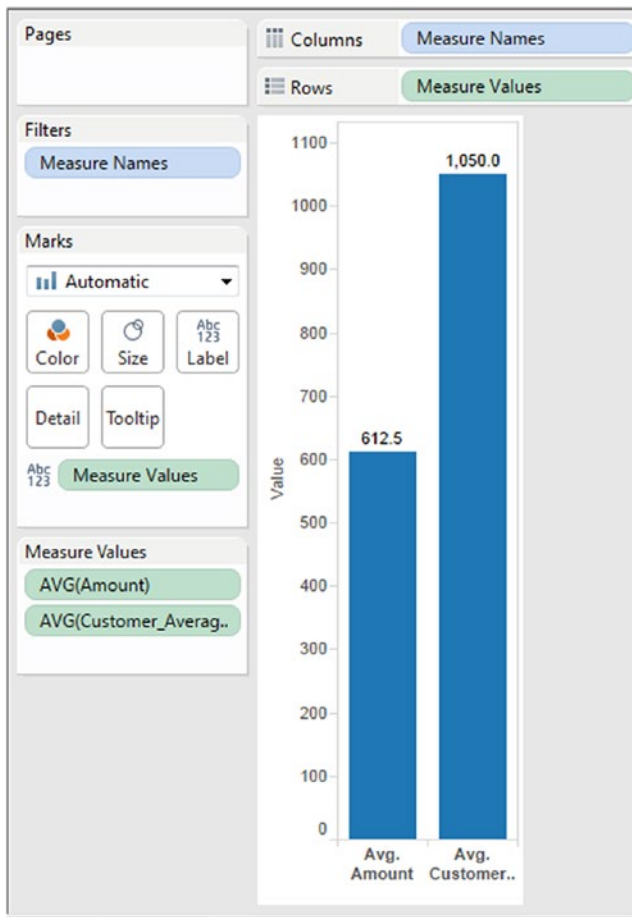 Pages
Columns
Measure Names
Rows
Measure Values
Filters
Measure Names
Marks
Automatic
Color
Size
Abc
123
Label
Detail
Tooltip
Abc
123
Measure Values
Measure Values
AVG(Amount)
AVG(Customer_Averag..
Value
1100
1000
900
800
700
600
500
400
300
200
100
0
612.5
1,050.0
Avg.
Amount
Avg.
Customer..